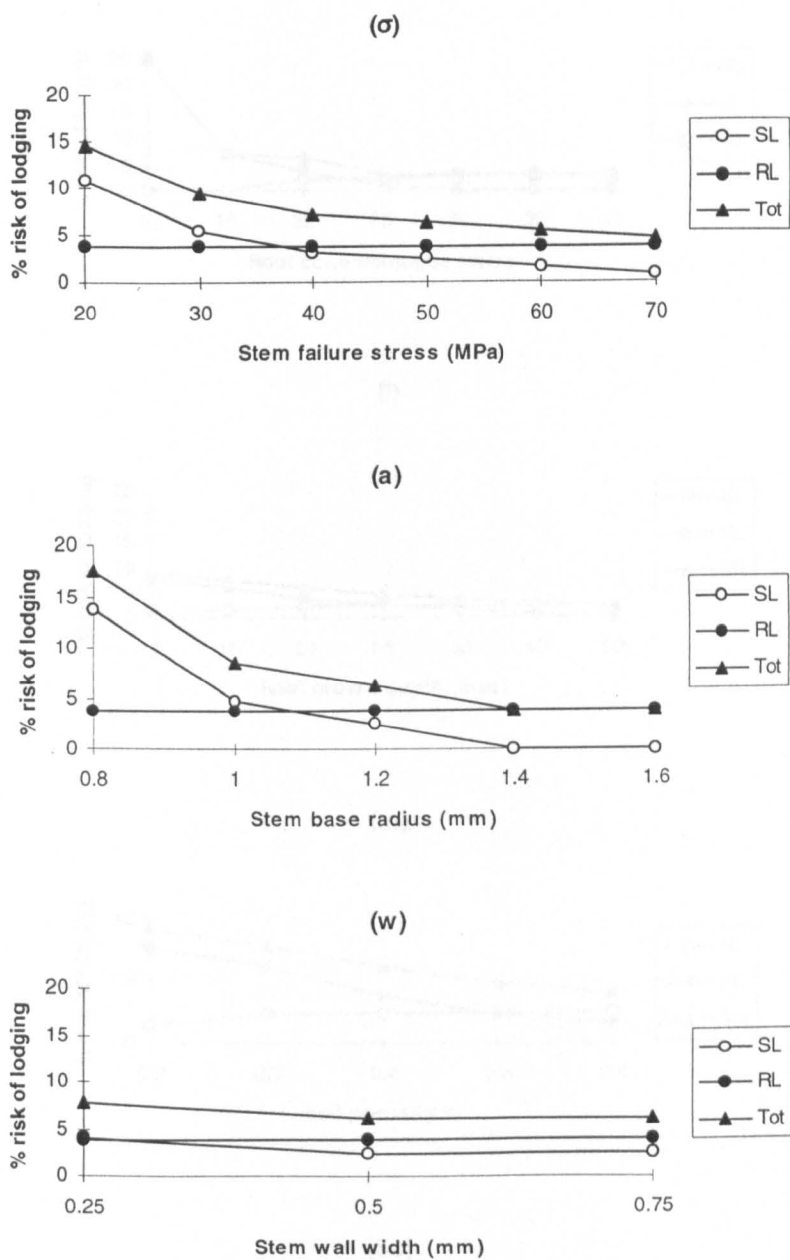 (σ)
% risk of lodging
20
15
10
5
0
20 30 40 50 60 70
Stem failure stress (MPa)
SL
RL
Tot
(a)
% risk of lodging
20
15
10
5
0
0.8 1 1.2 1.4 1.6
Stem base radius (mm)
SL
RL
Tot
(w)
% risk of lodging
20
15
10
5
0
0.25 0.5 0.75
Stem wall width (mm)
SL
RL
Tot